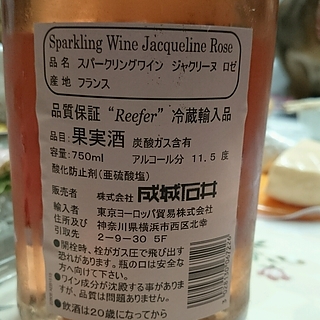 Sparkling Wine Jacqueline Rose
品名 スパークリングワイン ジャクリーヌ ロゼ
産地 フランス
品質保証 “Reefer” 冷蔵輸入品
品目:果実酒 炭酸ガス含有
容量:750ml アルコール分 11.5 度
酸化防止剤(亜硫酸塩)
販売者 株式会社 成城石井
輸入者 東京ヨーロッパ貿易株式会社
住所及び 神奈川県横浜市西区北幸
引取先 2-9-30 5F
●開栓時、栓がガス圧で飛び出す
恐れがあります。瓶の口は安全な
方へ向けて下さい。
●ワイン成分が沈殿する事があり
ますが、品質は問題ありません。
●飲酒は20歳になってから